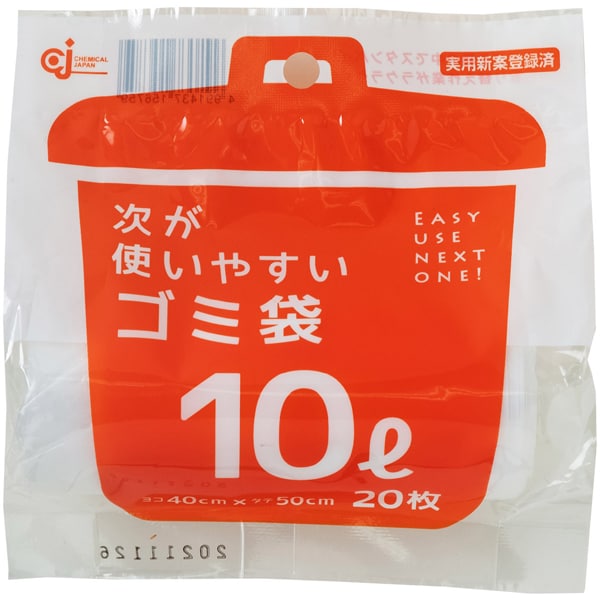 CHEMICAL
JAPAN
実用新案登録済
4991437156759
次が
使いやすい
ゴミ袋
EASY
USE
NEXT
ONE!
10ℓ
ヨコ40cm×タテ50cm 20枚
20211126